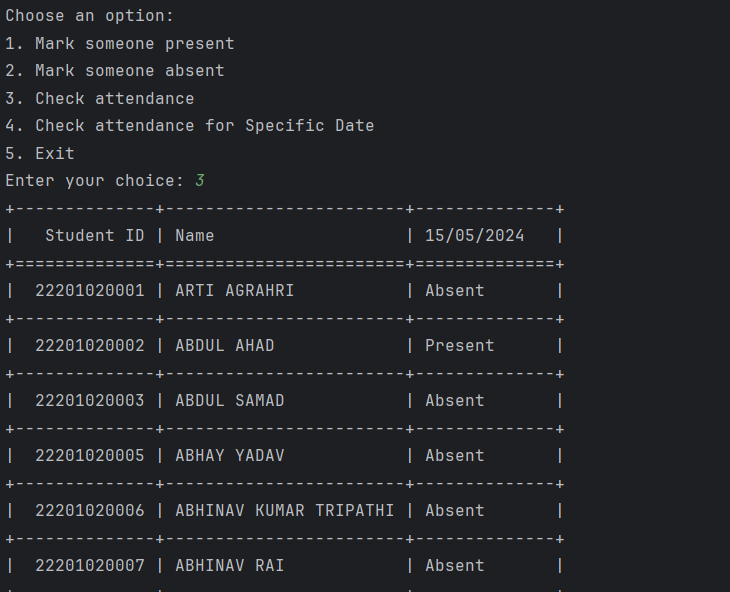 Choose an option:
1. Mark someone present
2. Mark someone absent
3. Check attendance
4. Check attendance for Specific Date
5. Exit
Enter your choice: 3
+--------------+------------------------+--------------+
|   Student ID | Name                   | 15/05/2024   |
+==============+========================+==============+
|  22201020001 | ARTI AGRAHRI           | Absent       |
+--------------+------------------------+--------------+
|  22201020002 | ABDUL AHAD             | Present      |
+--------------+------------------------+--------------+
|  22201020003 | ABDUL SAMAD            | Absent       |
+--------------+------------------------+--------------+
|  22201020005 | ABHAY YADAV            | Absent       |
+--------------+------------------------+--------------+
|  22201020006 | ABHINAV KUMAR TRIPATHI | Absent       |
+--------------+------------------------+--------------+
|  22201020007 | ABHINAV RAI            | Absent       |